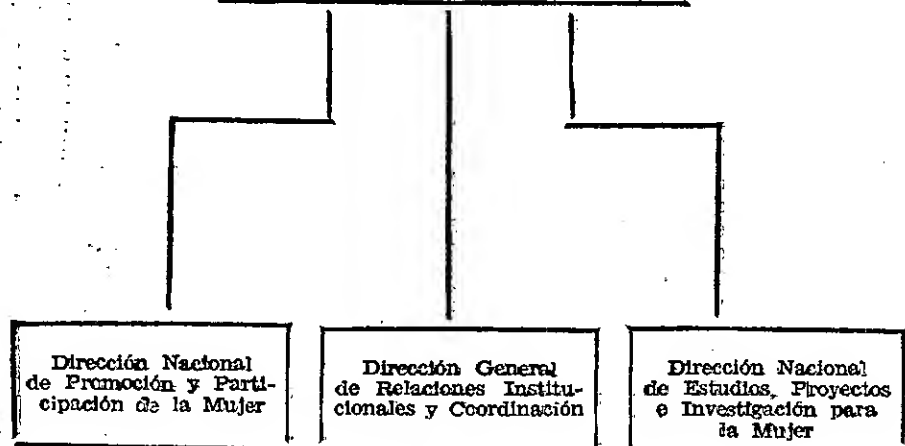 Dirección Nacional
de Promoción y Parti-
cipación de la Mujer
Dirección General
de Relaciones Institu-
cionales y Coordinación
Dirección Nacional
de Estudios, Proyectos
e Investigación para
la Mujer